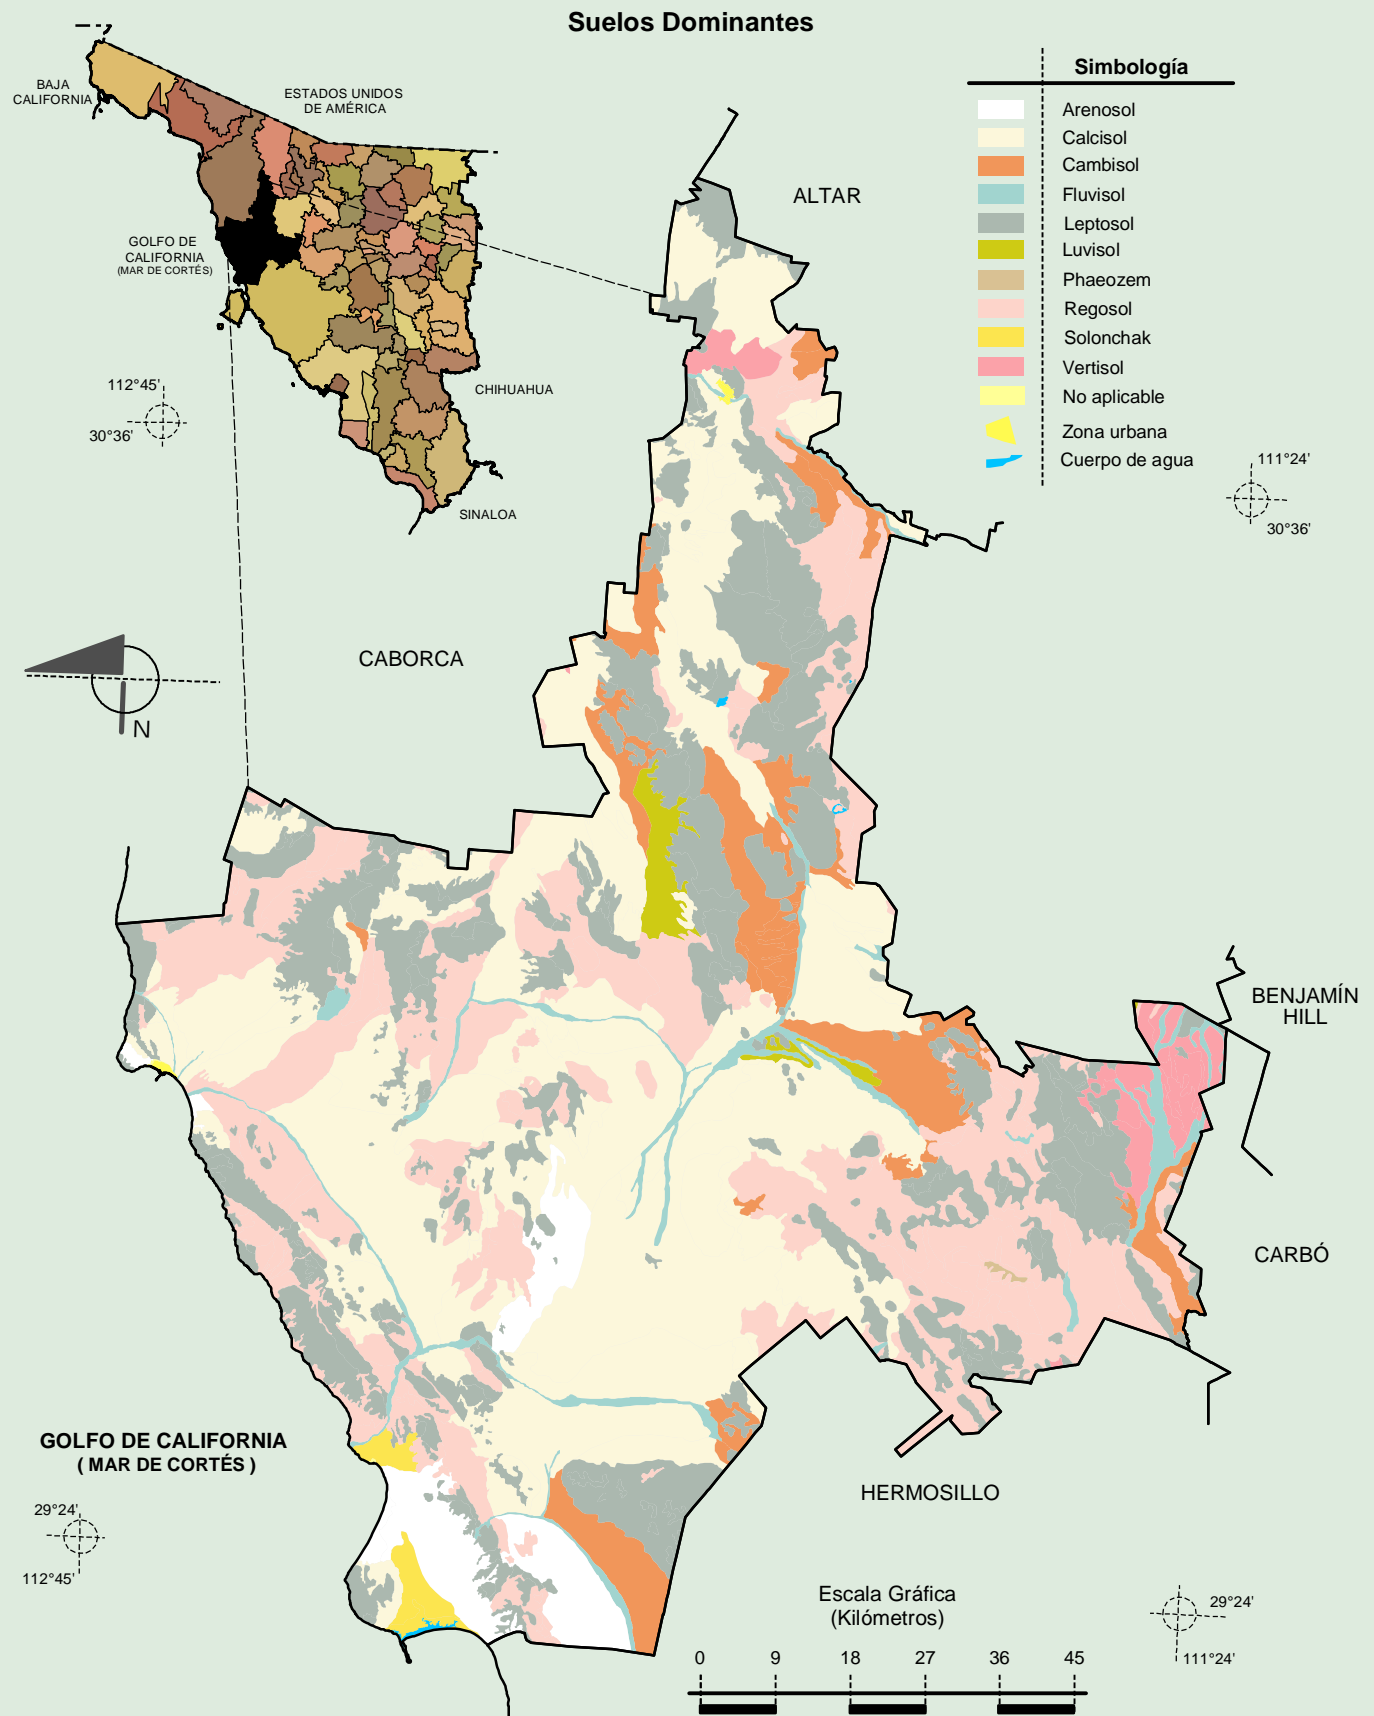 Suelos Dominantes
BAJA
CALIFORNIA
ESTADOS UNIDOS
DE AMÉRICA
GOLFO DE
CALIFORNIA
(MAR DE CORTÉS)
CHIHUAHUA
SINALOA
112°45'
30°36'
Simbología
Arenosol
Calcisol
Cambisol
Fluvisol
Leptosol
Luvisol
Phaeozem
Regosol
Solonchak
Vertisol
No aplicable
Zona urbana
Cuerpo de agua
111°24'
30°36'
ALTAR
CABORCA
N
BENJAMÍN
HILL
CARBÓ
HERMOSILLO
GOLFO DE CALIFORNIA
( MAR DE CORTÉS )
29°24'
112°45'
Escala Gráfica
(Kilómetros)
0 9 18 27 36 45
29°24'
111°24'